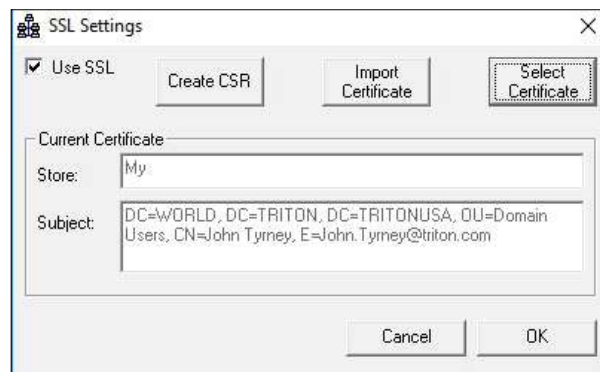 SSL Settings
Use SSL
Create CSR
Import
Certificate
Select
Certificate
Current Certificate
Store:
My
Subject:
DC=WORLD, DC=TRITON, DC=TRITONUSA, OU=Domain
Users, CN=John Tyrney, E=John.Tyrney@triton.com
Cancel
OK